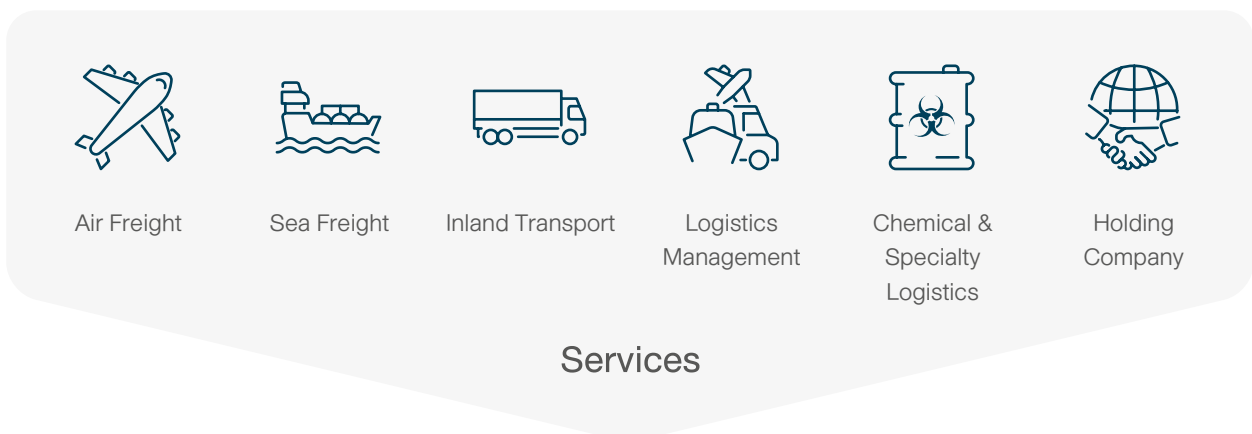 Air Freight
Sea Freight
Inland Transport
Logistics
Management
Chemical &
Specialty
Logistics
Holding
Company
Services